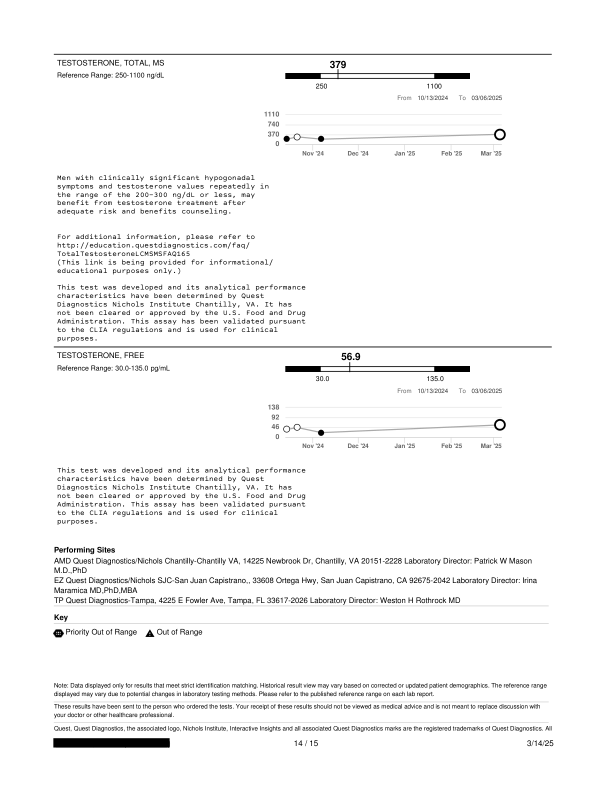 TESTOSTERONE, TOTAL, MS
379
Reference Range: 250-1100 ng/dL
250 1100
From 10/13/2024 To 03/06/2025
1110
740
370
0
Nov '24 Dec '24 Jan '25 Feb '25 Mar '25
Men with clinically significant hypogonadal
symptoms and testosterone values repeatedly in
the range of the 200-300 ng/dL or less, may
benefit from testosterone treatment after
adequate risk and benefits counseling.
For additional information, please refer to
http://education.questdiagnostics.com/faq/
TotalTestosteroneLCMSMSFAQ165
(This link is being provided for informational/
educational purposes only.)
This test was developed and its analytical performance
characteristics have been determined by Quest
Diagnostics Nichols Institute Chantilly, VA. It has
not been cleared or approved by the U.S. Food and Drug
Administration. This assay has been validated pursuant
to the CLIA regulations and is used for clinical
purposes.
TESTOSTERONE, FREE
56.9
Reference Range: 30.0-135.0 pg/mL
30.0 135.0
From 10/13/2024 To 03/06/2025
138
92
46
0
Nov '24 Dec '24 Jan '25 Feb '25 Mar '25
This test was developed and its analytical performance
characteristics have been determined by Quest
Diagnostics Nichols Institute Chantilly, VA. It has
not been cleared or approved by the U.S. Food and Drug
Administration. This assay has been validated pursuant
to the CLIA regulations and is used for clinical
purposes.
Performing Sites
AMD Quest Diagnostics/Nichols Chantilly-Chantilly VA, 14225 Newbrook Dr, Chantilly, VA 20151-2228 Laboratory Director: Patrick W Mason
M.D.,PhD
EZ Quest Diagnostics/Nichols SJC-San Juan Capistrano,, 33608 Ortega Hwy, San Juan Capistrano, CA 92675-2042 Laboratory Director: Irina
Maramica MD,PhD,MBA
TP Quest Diagnostics-Tampa, 4225 E Fowler Ave, Tampa, FL 33617-2026 Laboratory Director: Weston H Rothrock MD
Key
Priority Out of Range Out of Range
Note: Data displayed only for results that meet strict identification matching. Historical result view may vary based on corrected or updated patient demographics. The reference range
displayed may vary due to potential changes in laboratory testing methods. Please refer to the published reference range on each lab report.
These results have been sent to the person who ordered the tests. Your receipt of these results should not be viewed as medical advice and is not meant to replace discussion with
your doctor or other healthcare professional.
Quest, Quest Diagnostics, the associated logo, Nichols Institute, Interactive Insights and all associated Quest Diagnostics marks are the registered trademarks of Quest Diagnostics. All
14 / 15 3/14/25